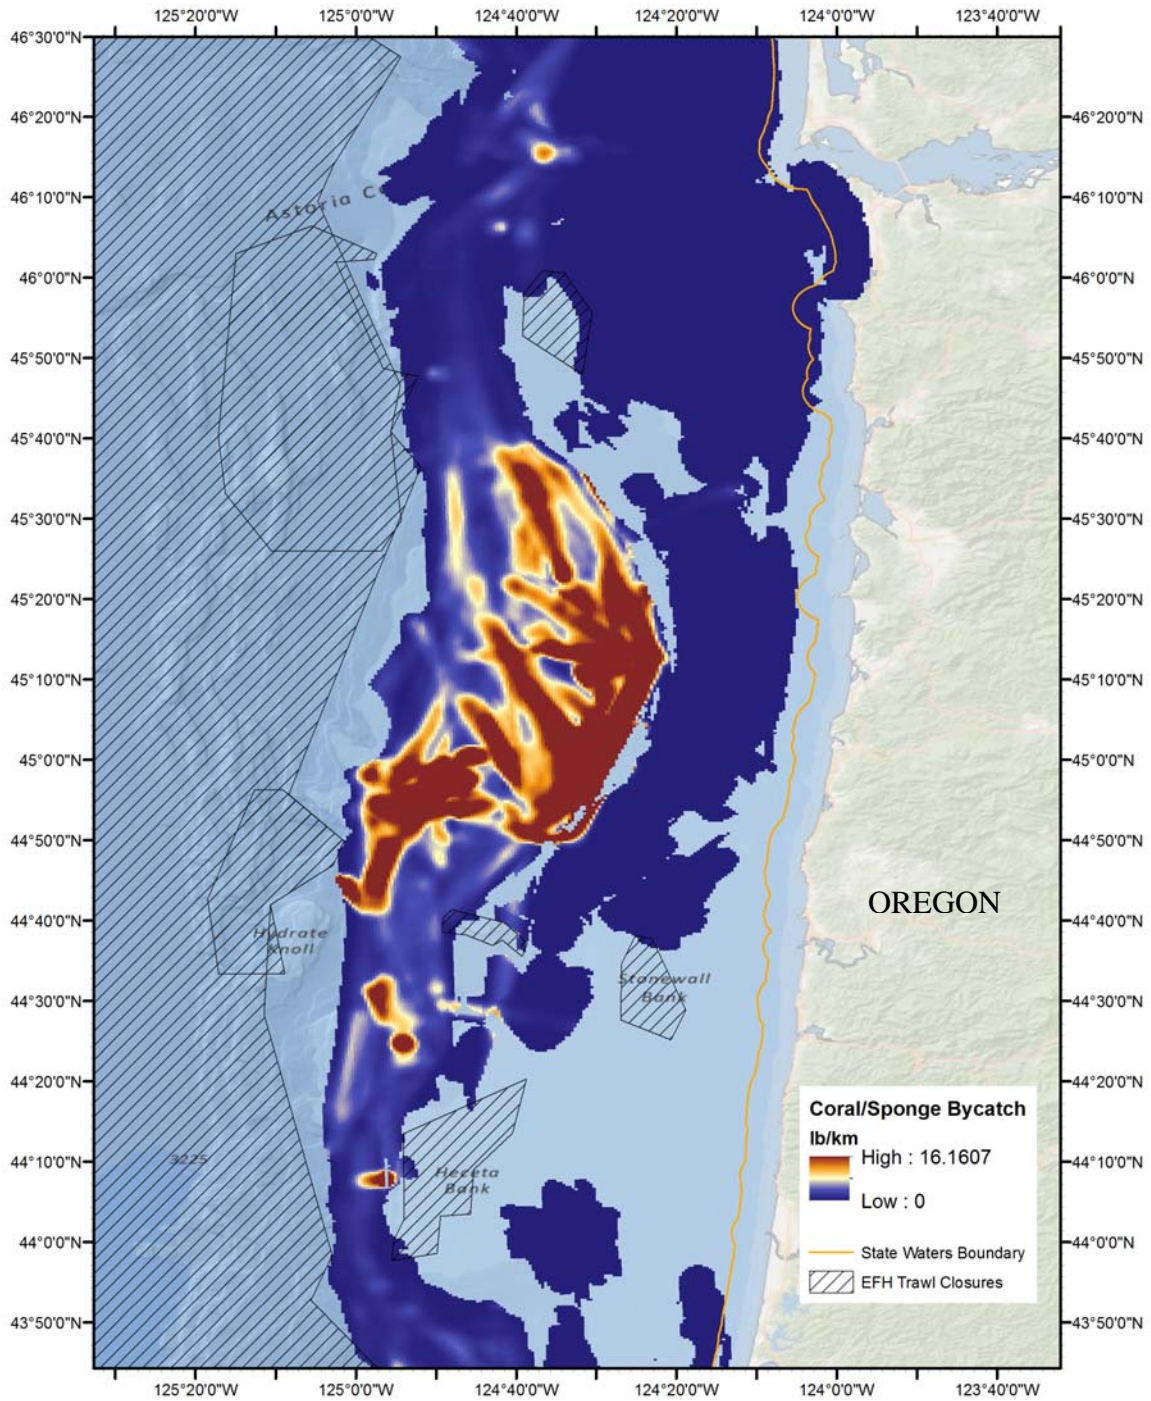 125°20'0"W 125°0'0"W 124°40'0"W 124°20'0"W 124°0'0"W 123°40'0"W
46°30'0"N
46°20'0"N 46°20'0"N
46°10'0"N 46°10'0"N
Astoria C
46°0'0"N 46°0'0"N
45°50'0"N 45°50'0"N
45°40'0"N 45°40'0"N
45°30'0"N 45°30'0"N
45°20'0"N 45°20'0"N
45°10'0"N 45°10'0"N
45°0'0"N 45°0'0"N
44°50'0"N 44°50'0"N
OREGON
44°40'0"N 44°40'0"N
Hydrate
Knoll
Stonewall
Bank
44°30'0"N 44°30'0"N
44°20'0"N 44°20'0"N
Coral/Sponge Bycatch
lb/km
High : 16.1607
Low : 0
State Waters Boundary
EFH Trawl Closures
44°10'0"N 44°10'0"N
3225
Heceta
Bank
44°0'0"N 44°0'0"N
43°50'0"N 43°50'0"N
125°20'0"W 125°0'0"W 124°40'0"W 124°20'0"W 124°0'0"W 123°40'0"W